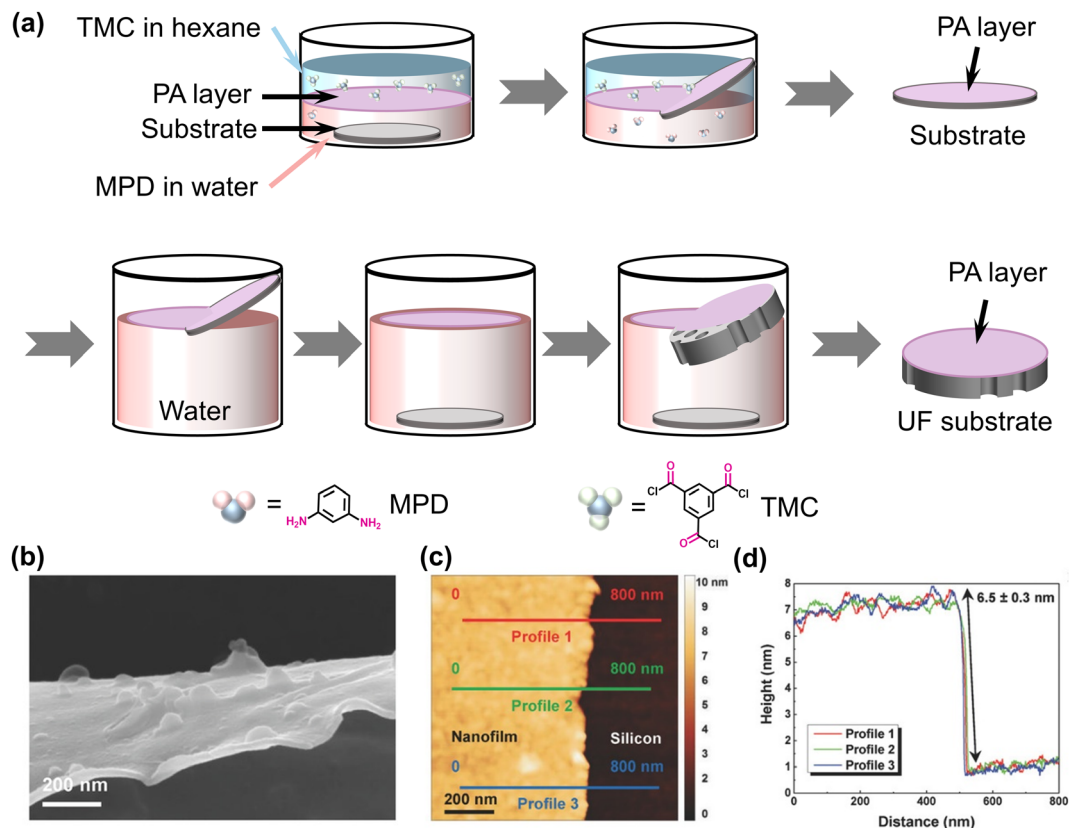 (a)
TMC in hexane
PA layer
Substrate
MPD in water
PA layer
Substrate
Water
PA layer
UF substrate
= H₂N NH₂ MPD
= O Cl O Cl O Cl TMC
(b)
200 nm
(c)
0 800 nm
Profile 1
0 800 nm
Profile 2
Nanofilm Silicon
0 800 nm
200 nm Profile 3
10 nm
9
8
7
6
5
4
3
2
1
0
(d)
8
7
6
5
4
3
2
1
0
Height (nm)
6.5 ± 0.3 nm
Profile 1
Profile 2
Profile 3
0 200 400 600 800
Distance (nm)